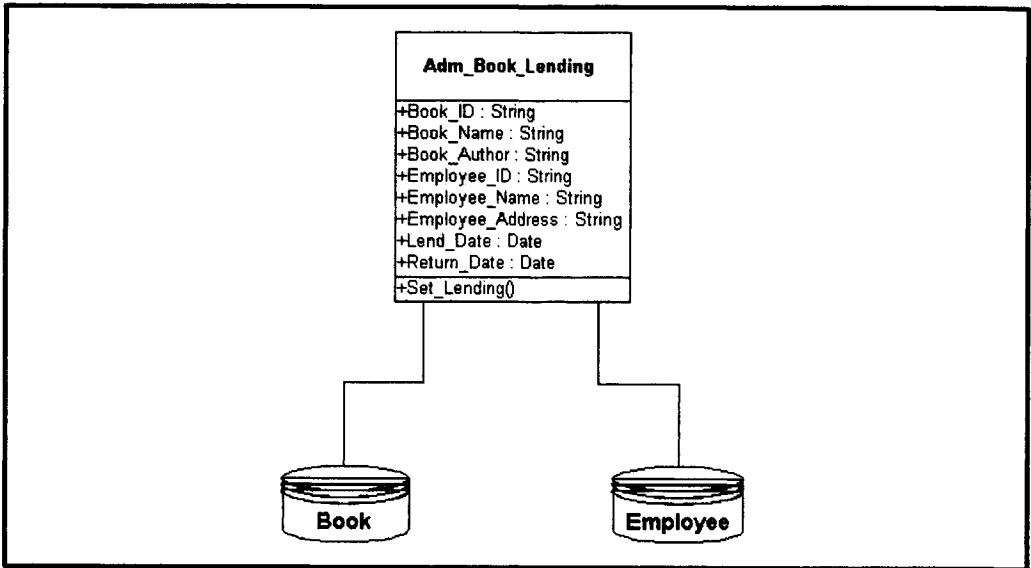 Adm_Book_Lending
+Book_ID : String
+Book_Name : String
+Book_Author : String
+Employee_ID : String
+Employee_Name : String
+Employee_Address : String
+Lend_Date : Date
+Return_Date : Date
+Set_Lending()
Book
Employee